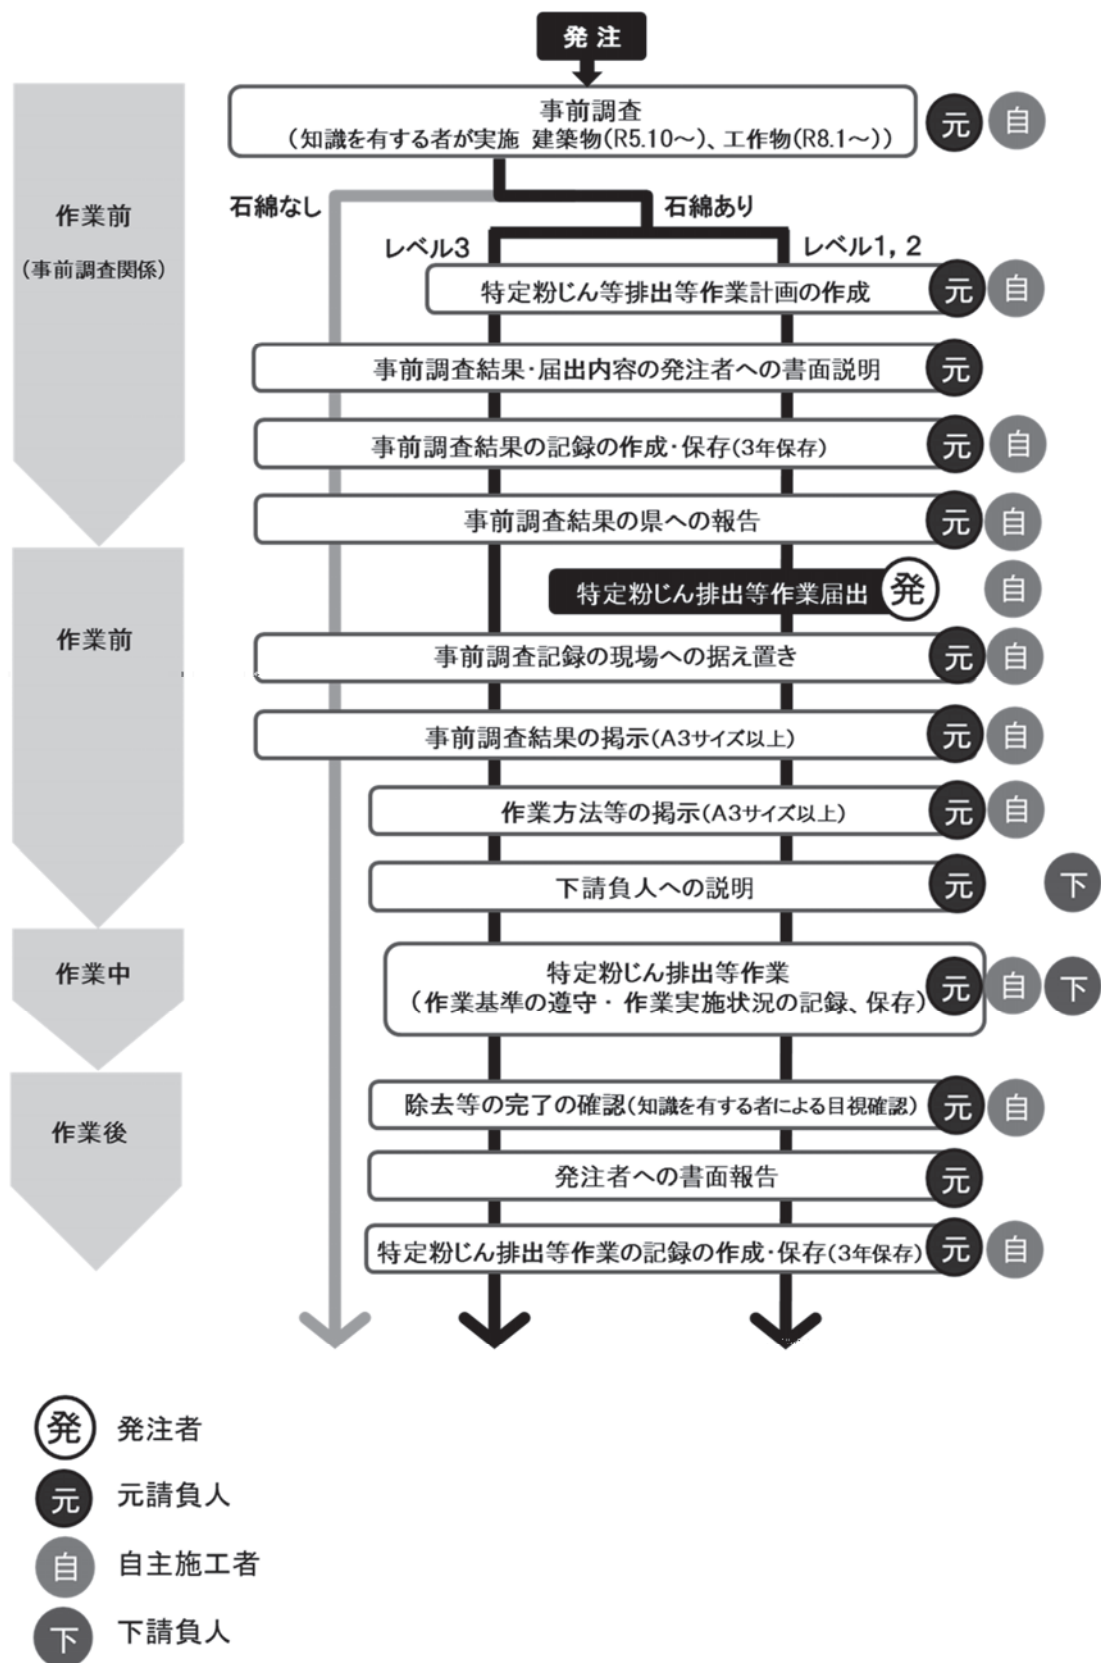 発注
事前調査
（知識を有する者が実施 建築物(R5.10～)、工作物(R8.1～)）
元 自
作業前
（事前調査関係）
石綿なし
石綿あり
レベル3
レベル1, 2
特定粉じん等排出等作業計画の作成
元 自
事前調査結果・届出内容の発注者への書面説明
元
事前調査結果の記録の作成・保存(3年保存)
元 自
事前調査結果の県への報告
元 自
作業前
特定粉じん排出等作業届出
発 自
事前調査記録の現場への据え置き
元 自
事前調査結果の掲示(A3サイズ以上)
元 自
作業方法等の掲示(A3サイズ以上)
元 自
下請負人への説明
元 下
作業中
特定粉じん排出等作業
（作業基準の遵守・作業実施状況の記録、保存）
元 自 下
作業後
除去等の完了の確認(知識を有する者による目視確認)
元 自
発注者への書面報告
元
特定粉じん排出等作業の記録の作成・保存(3年保存)
元 自
発 発注者
元 元請負人
自 自主施工者
下 下請負人